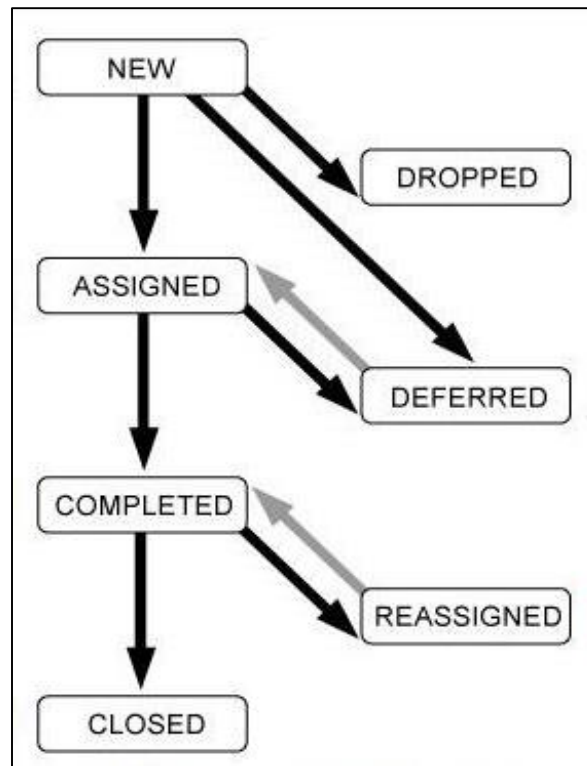 NEW
DROPPED
ASSIGNED
DEFERRED
COMPLETED
REASSIGNED
CLOSED